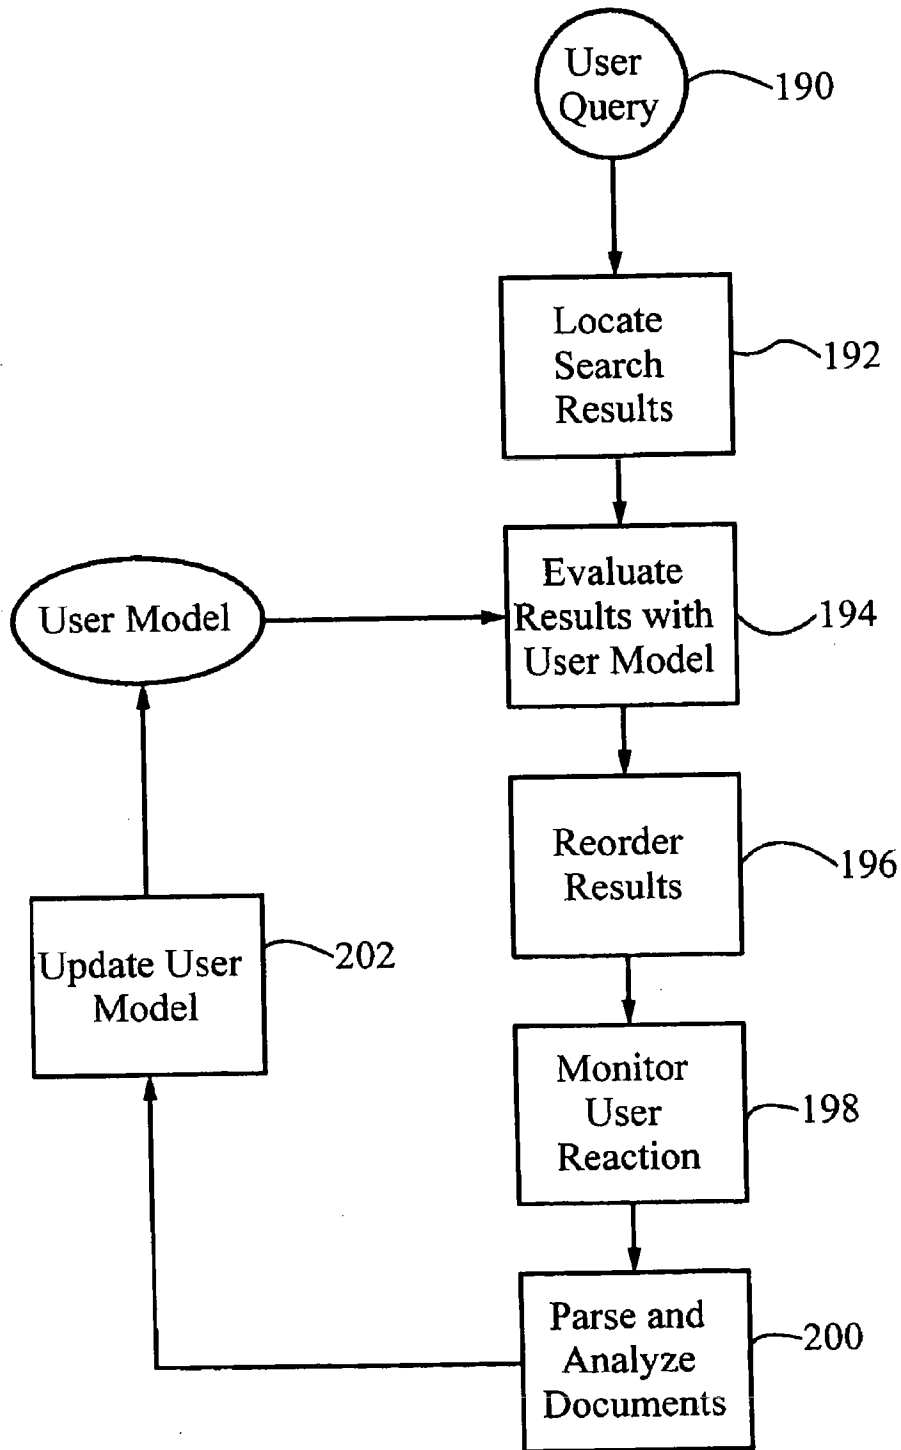 User
Query
190
Locate
Search
Results
192
User Model
Evaluate
Results with
User Model
194
Reorder
Results
196
Update User
Model
202
Monitor
User
Reaction
198
Parse and
Analyze
Documents
200